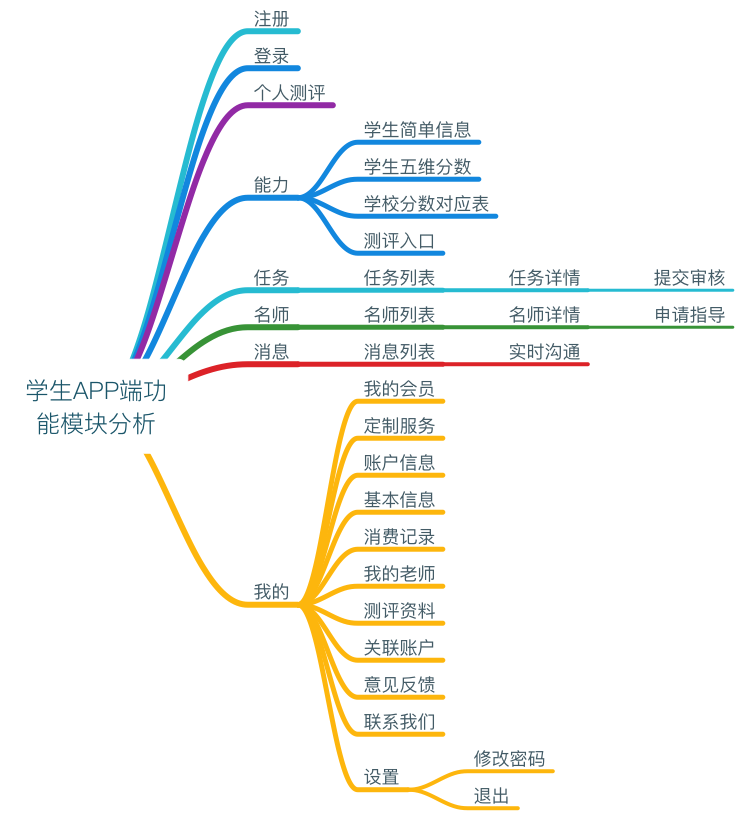 注册
登录
个人测评
学生简单信息
学生五维分数
能力
学校分数对应表
测评入口
任务 任务列表 任务详情 提交审核
名师 名师列表 名师详情 申请指导
消息 消息列表 实时沟通
学生APP端功
能模块分析
我的会员
定制服务
账户信息
基本信息
消费记录
我的老师
我的
测评资料
关联账户
意见反馈
联系我们
设置
修改密码
退出